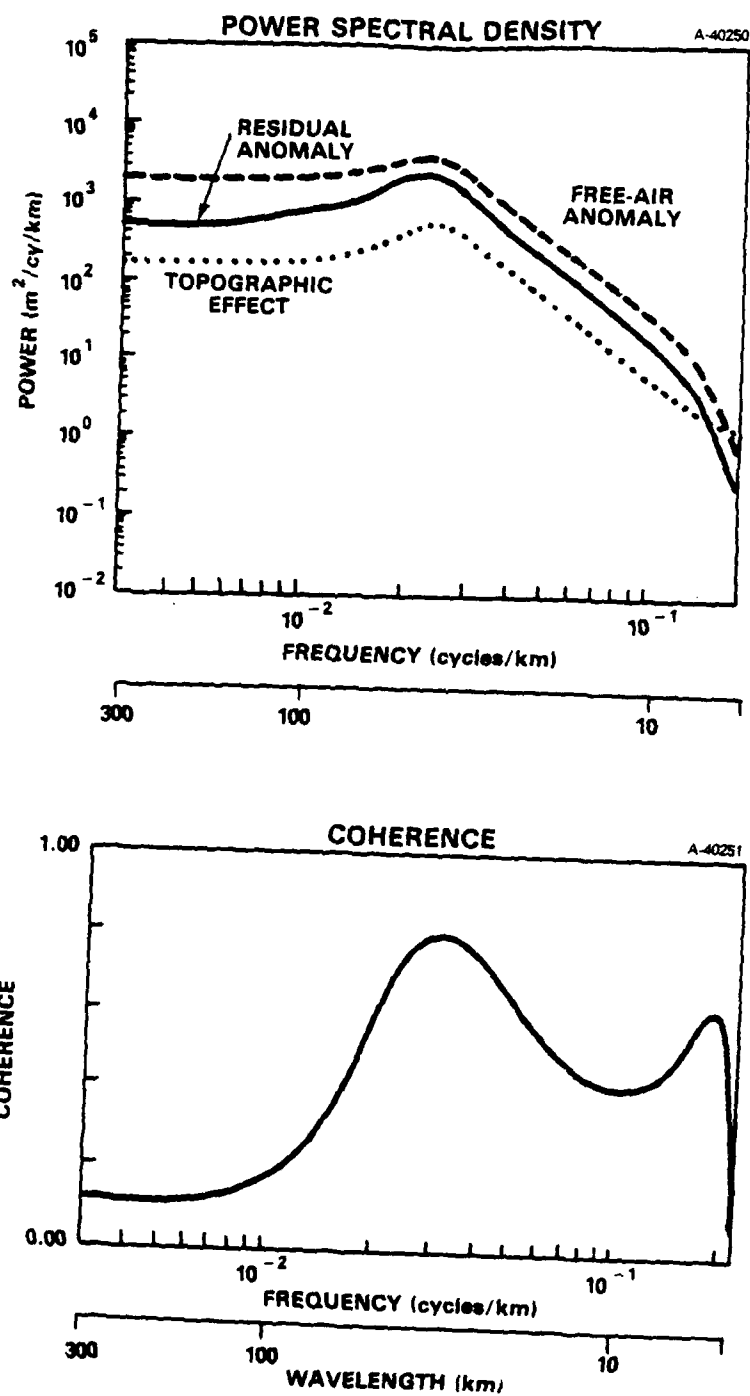 POWER SPECTRAL DENSITY
A-40250
10^5
10^4
10^3
10^2
10^1
10^0
10^-1
10^-2
POWER (m^2/cy/km)
RESIDUAL
ANOMALY
FREE-AIR
ANOMALY
TOPOGRAPHIC
EFFECT
10^-2
10^-1
FREQUENCY (cycles/km)
300
100
10
COHERENCE
A-40251
1.00
COHERENCE
0.00
10^-2
10^-1
FREQUENCY (cycles/km)
300
100
10
WAVELENGTH (km)